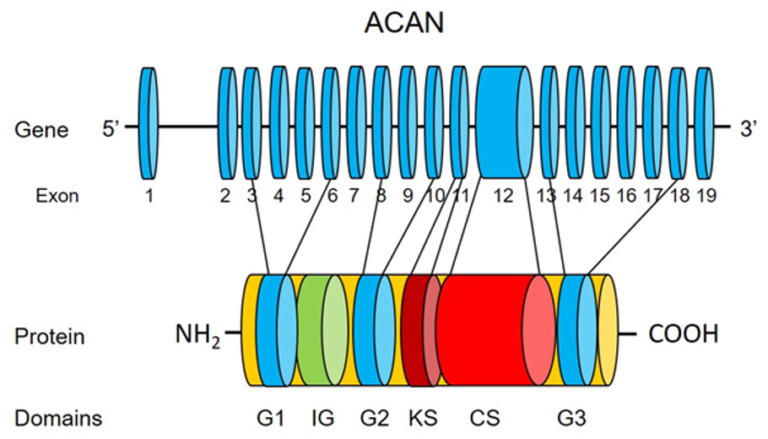 ACAN
Gene 5' 3'
Exon 1 2 3 4 5 6 7 8 9 10 11 12 13 14 15 16 17 18 19
Protein NH2 COOH
Domains G1 IG G2 KS CS G3